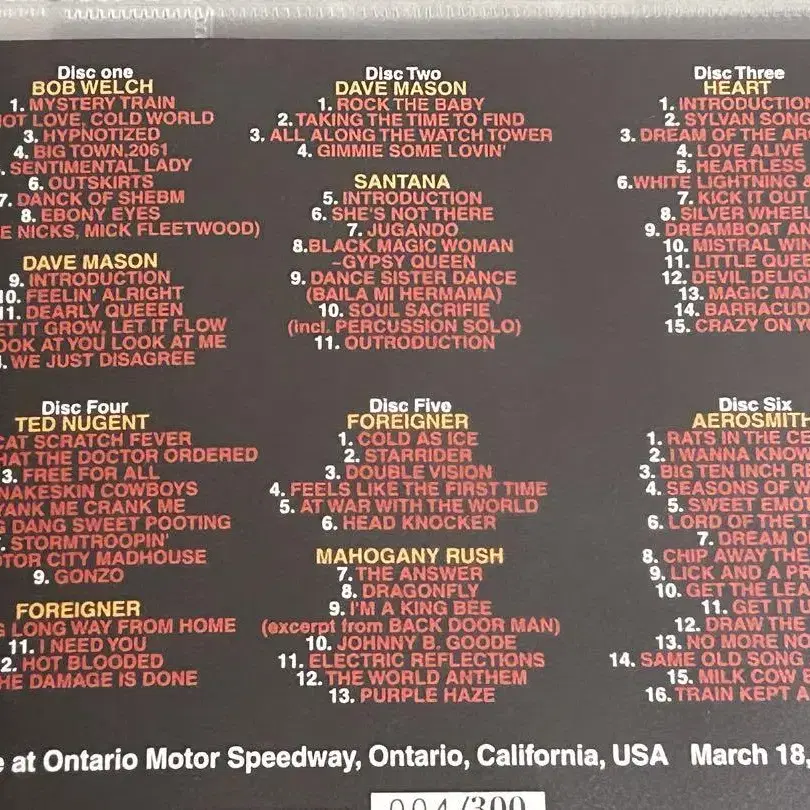 Disc one
BOB WELCH
1. MYSTERY TRAIN
HOT LOVE, COLD WORLD
3. HYPNOTIZED
4. BIG TOWN,2061
. SENTIMENTAL LADY
6. OUTSKIRTS
7. DANCK OF SHEBM
8. EBONY EYES
E NICKS, MICK FLEETWOOD)
DAVE MASON
9. INTRODUCTION
10. FEELIN' ALRIGHT
11. DEARLY QUEEEN
ET IT GROW, LET IT FLOW
OOK AT YOU LOOK AT ME
. WE JUST DISAGREE
Disc Two
DAVE MASON
1. ROCK THE BABY
2. TAKING THE TIME TO FIND
3. ALL ALONG THE WATCH TOWER
4. GIMMIE SOME LOVIN'
SANTANA
5. INTRODUCTION
6. SHE'S NOT THERE
7. JUGANDO
8.BLACK MAGIC WOMAN
~GYPSY QUEEN
9. DANCE SISTER DANCE
(BAILA MI HERMAMA)
10. SOUL SACRIFIE
(incl. PERCUSSION SOLO)
11. OUTRODUCTION
Disc Three
HEART
1. INTRODUCTIO
2. SYLVAN SONG
3. DREAM OF THE AR
4. LOVE ALIVE
5. HEARTLESS
6.WHITE LIGHTNING
7. KICK IT OUT
8. SILVER WHEE
9. DREAMBOAT AN
10. MISTRAL WIN
11. LITTLE QUEE
12. DEVIL DELIG
13. MAGIC MA
14. BARRACUD
15. CRAZY ON Y
Disc Four
TED NUGENT
CAT SCRATCH FEVER
HAT THE DOCTOR ORDERED
3. FREE FOR ALL
NAKESKIN COWBOYS
YANK ME CRANK ME
G DANG SWEET POOTING
. STORMTROOPIN'
OTOR CITY MADHOUSE
9. GONZO
FOREIGNER
G LONG WAY FROM HOME
11. I NEED YOU
2. HOT BLOODED
HE DAMAGE IS DONE
Disc Five
FOREIGNER
1. COLD AS ICE
2. STARRIDER
3. DOUBLE VISION
4. FEELS LIKE THE FIRST TIME
5. AT WAR WITH THE WORLD
6. HEAD KNOCKER
MAHOGANY RUSH
7. THE ANSWER
8. DRAGONFLY
9. I'M A KING BEE
(excerpt from BACK DOOR MAN)
10. JOHNNY B. GOODE
11. ELECTRIC REFLECTIONS
12. THE WORLD ANTHEM
13. PURPLE HAZE
Disc Six
AEROSMITH
1. RATS IN THE CE
2. I WANNA KNOW
3. BIG TEN INCH R
4. SEASONS OF W
5. SWEET EMO
6. LORD OF THE
7. DREAM O
8. CHIP AWAY THE
9. LICK AND A P
10. GET THE LEA
11. GET IT
12. DRAW THE
13. NO MORE NO
14. SAME OLD SONG
15. MILK COW B
16. TRAIN KEPT A
e at Ontario Motor Speedway, Ontario, California, USA March 18,
004/300